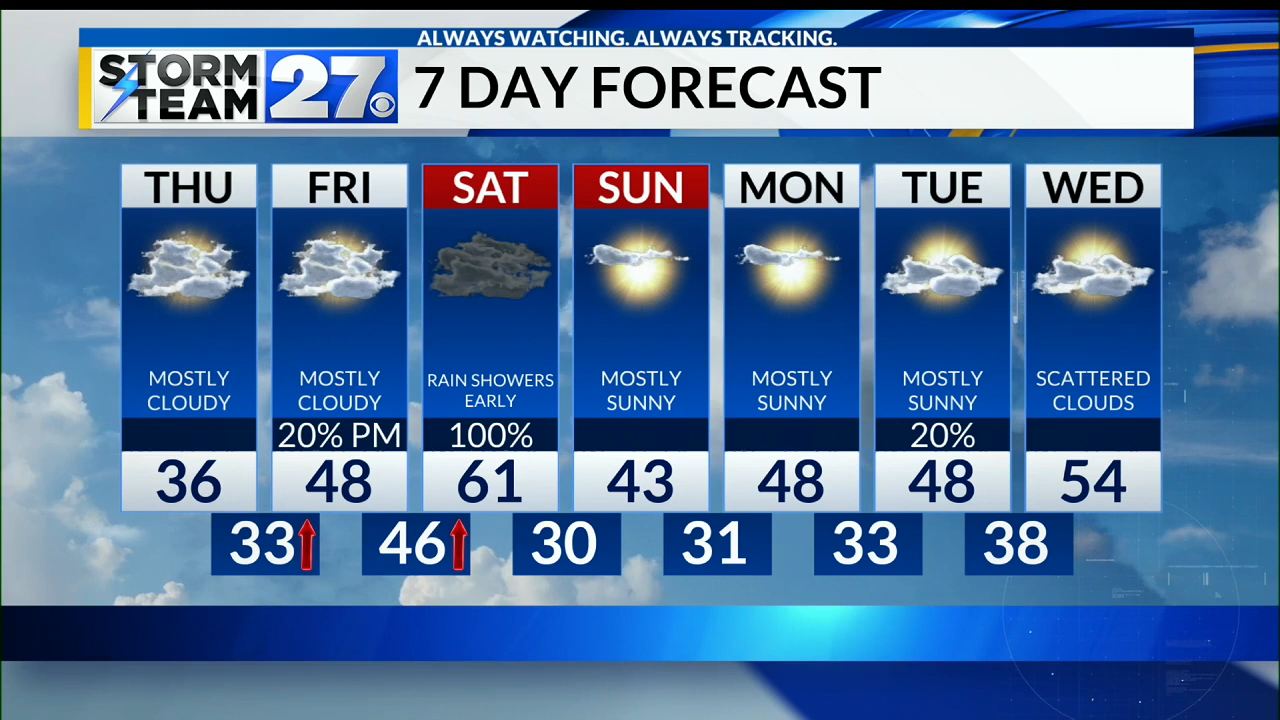 ALWAYS WATCHING. ALWAYS TRACKING.
STORM TEAM 27 7 DAY FORECAST
THU FRI SAT SUN MON TUE WED
MOSTLY MOSTLY RAIN SHOWERS MOSTLY MOSTLY MOSTLY SCATTERED
CLOUDY CLOUDY EARLY SUNNY SUNNY SUNNY CLOUDS
20% PM 100% 20%
36 48 61 43 48 48 54
33 46 30 31 33 38